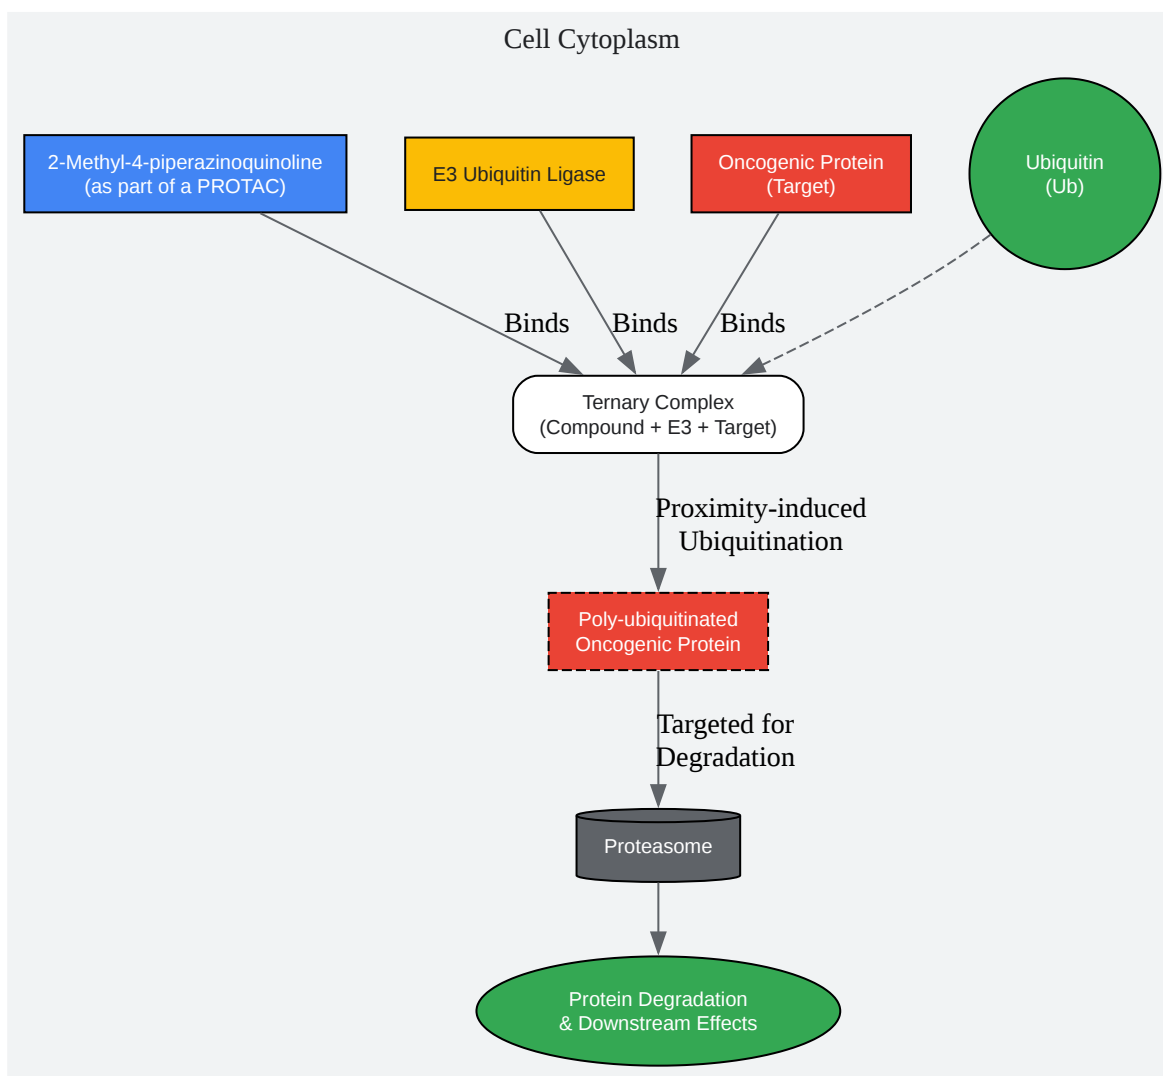 Cell Cytoplasm
2-Methyl-4-piperazinoquinoline
(as part of a PROTAC)
E3 Ubiquitin Ligase
Oncogenic Protein
(Target)
Ubiquitin
(Ub)
Binds
Binds
Binds
Ternary Complex
(Compound + E3 + Target)
Proximity-induced
Ubiquitination
Poly-ubiquitinated
Oncogenic Protein
Targeted for
Degradation
Proteasome
Protein Degradation
& Downstream Effects